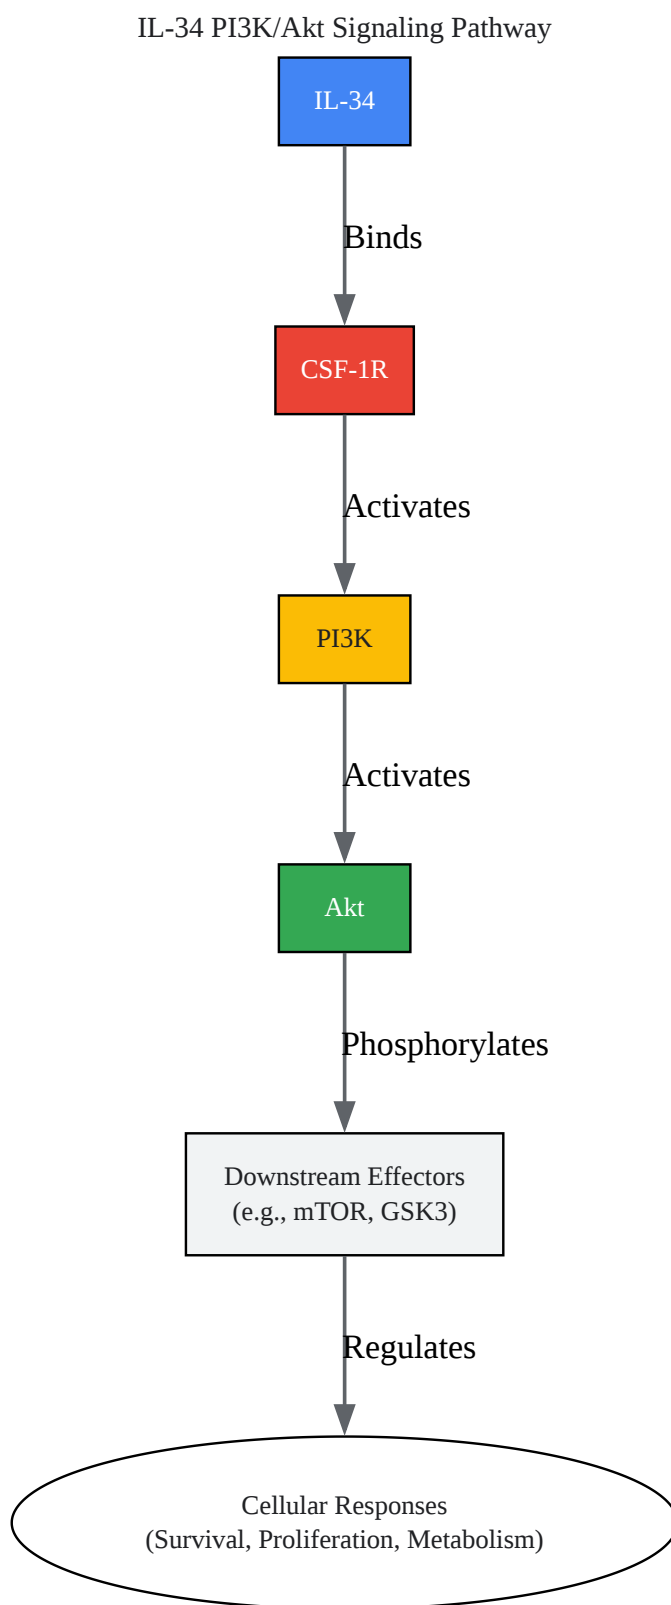 IL-34 PI3K/Akt Signaling Pathway
IL-34
Binds
CSF-1R
Activates
PI3K
Activates
Akt
Phosphorylates
Downstream Effectors
(e.g., mTOR, GSK3)
Regulates
Cellular Responses
(Survival, Proliferation, Metabolism)